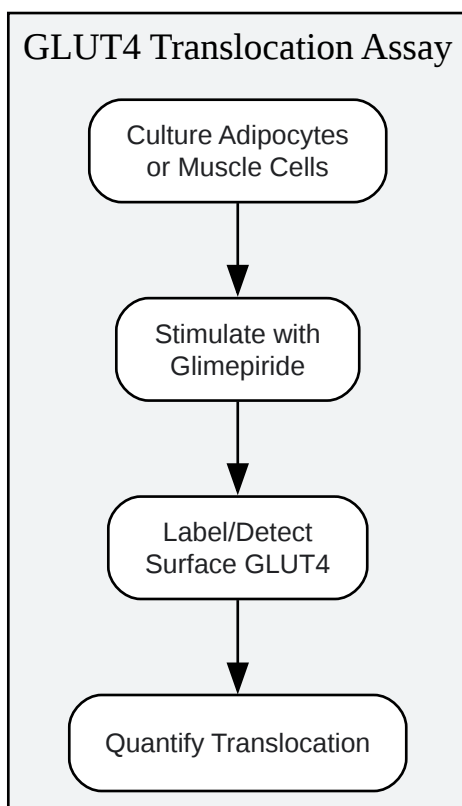 GLUT4 Translocation Assay
Culture Adipocytes
or Muscle Cells
Stimulate with
Glimepiride
Label/Detect
Surface GLUT4
Quantify Translocation